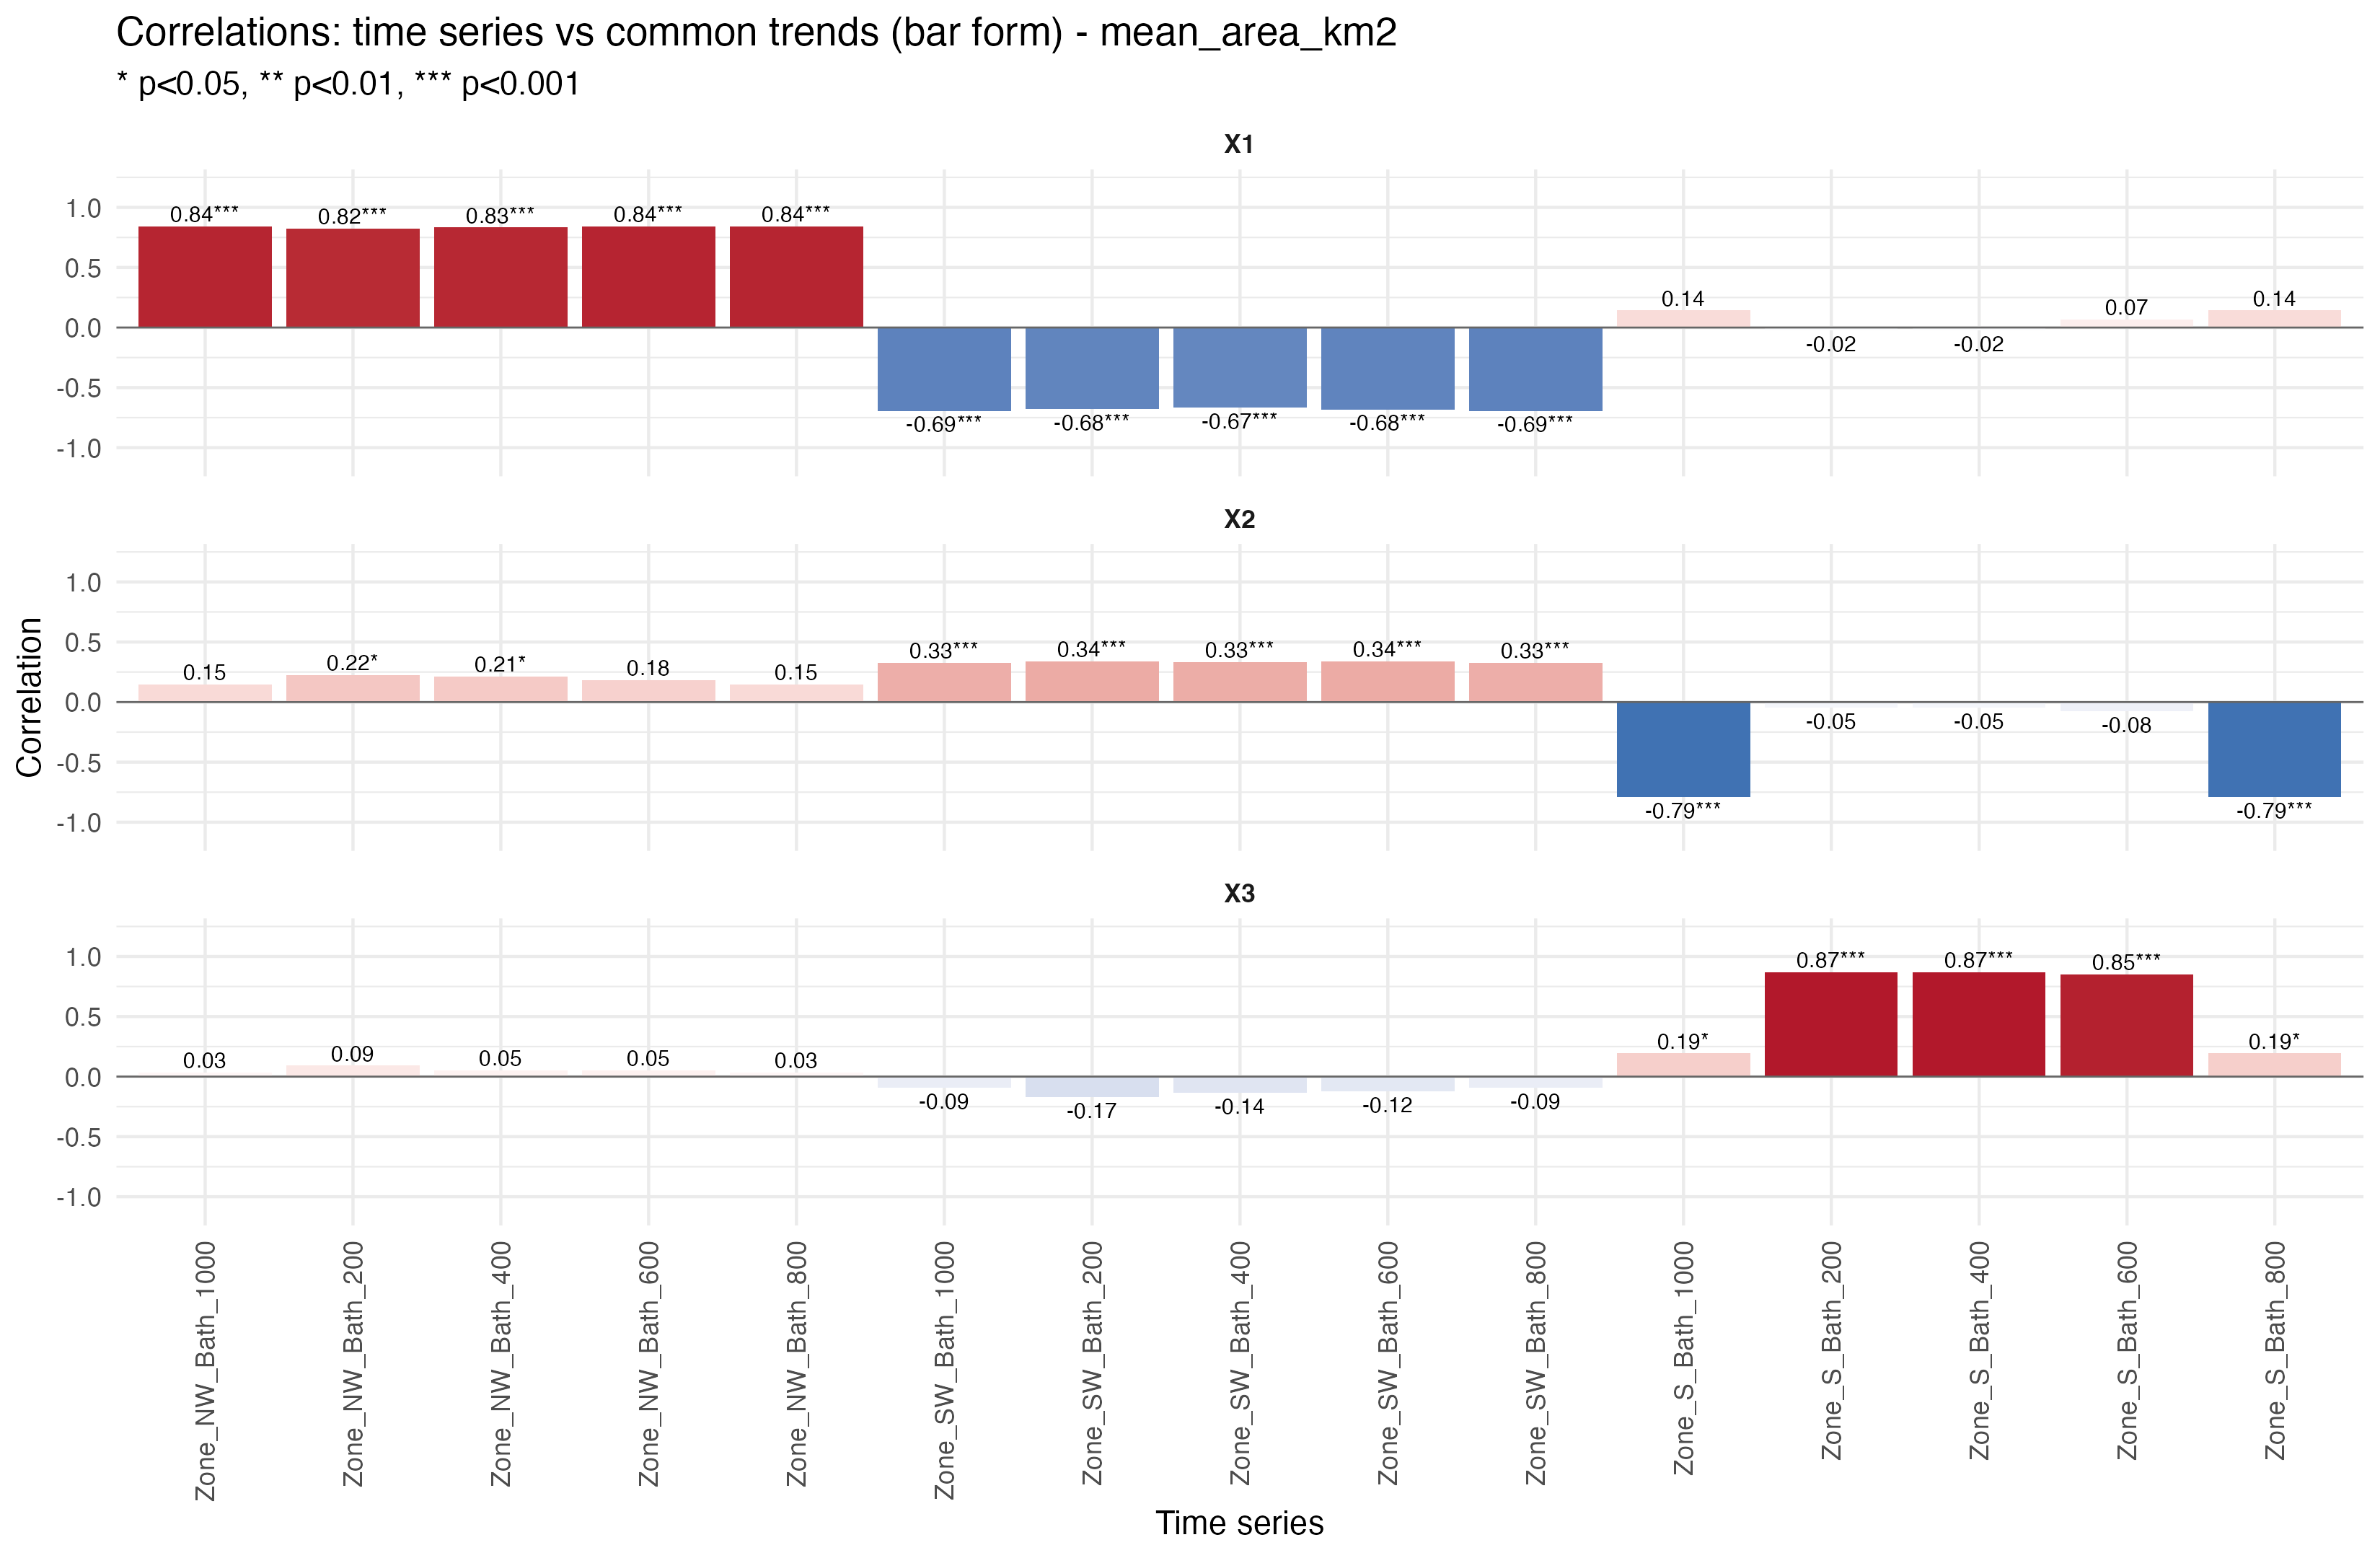 Correlations: time series vs common trends (bar form) - mean_area_km2
* p<0.05, ** p<0.01, *** p<0.001
X1
1.0
0.5
0.0
-0.5
-1.0
0.84*** 0.82*** 0.83*** 0.84*** 0.84*** -0.69*** -0.68*** -0.67*** -0.68*** -0.69*** 0.14 -0.02 -0.02 0.07 0.14
X2
1.0
0.5
0.0
-0.5
-1.0
0.15 0.22* 0.21* 0.18 0.15 0.33*** 0.34*** 0.33*** 0.34*** 0.33*** -0.79*** -0.05 -0.05 -0.08 -0.79***
Correlation
X3
1.0
0.5
0.0
-0.5
-1.0
0.03 0.09 0.05 0.05 0.03 -0.09 -0.17 -0.14 -0.12 -0.09 0.19* 0.87*** 0.87*** 0.85*** 0.19*
Zone_NW_Bath_1000
Zone_NW_Bath_200
Zone_NW_Bath_400
Zone_NW_Bath_600
Zone_NW_Bath_800
Zone_SW_Bath_1000
Zone_SW_Bath_200
Zone_SW_Bath_400
Zone_SW_Bath_600
Zone_SW_Bath_800
Zone_S_Bath_1000
Zone_S_Bath_200
Zone_S_Bath_400
Zone_S_Bath_600
Zone_S_Bath_800
Time series